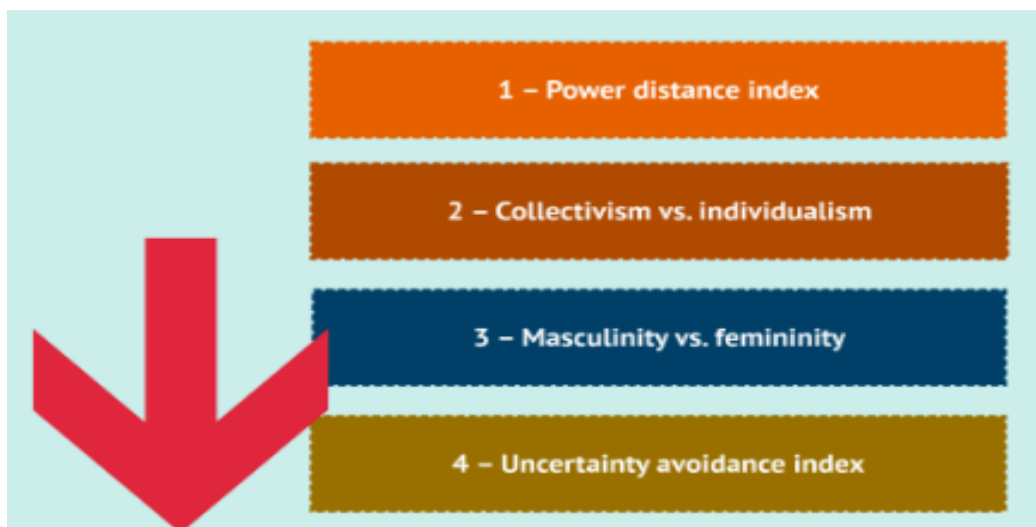 1 – Power distance index
2 – Collectivism vs. individualism
3 – Masculinity vs. femininity
4 – Uncertainty avoidance index